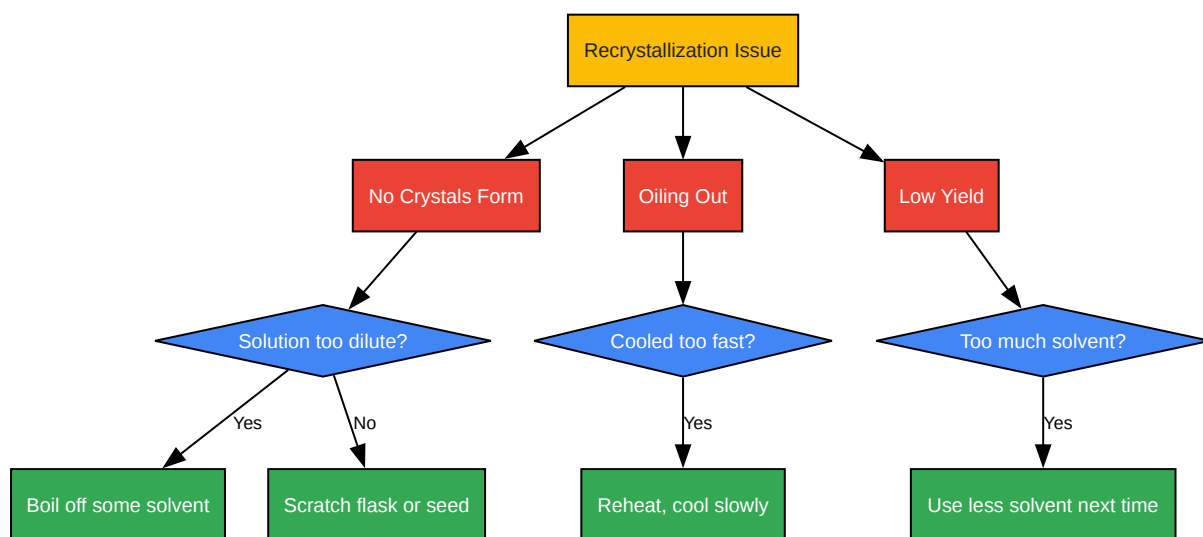 Recrystallization Issue
No Crystals Form
Oiling Out
Low Yield
Solution too dilute?
Cooled too fast?
Too much solvent?
Yes
No
Yes
Yes
Boil off some solvent
Scratch flask or seed
Reheat, cool slowly
Use less solvent next time